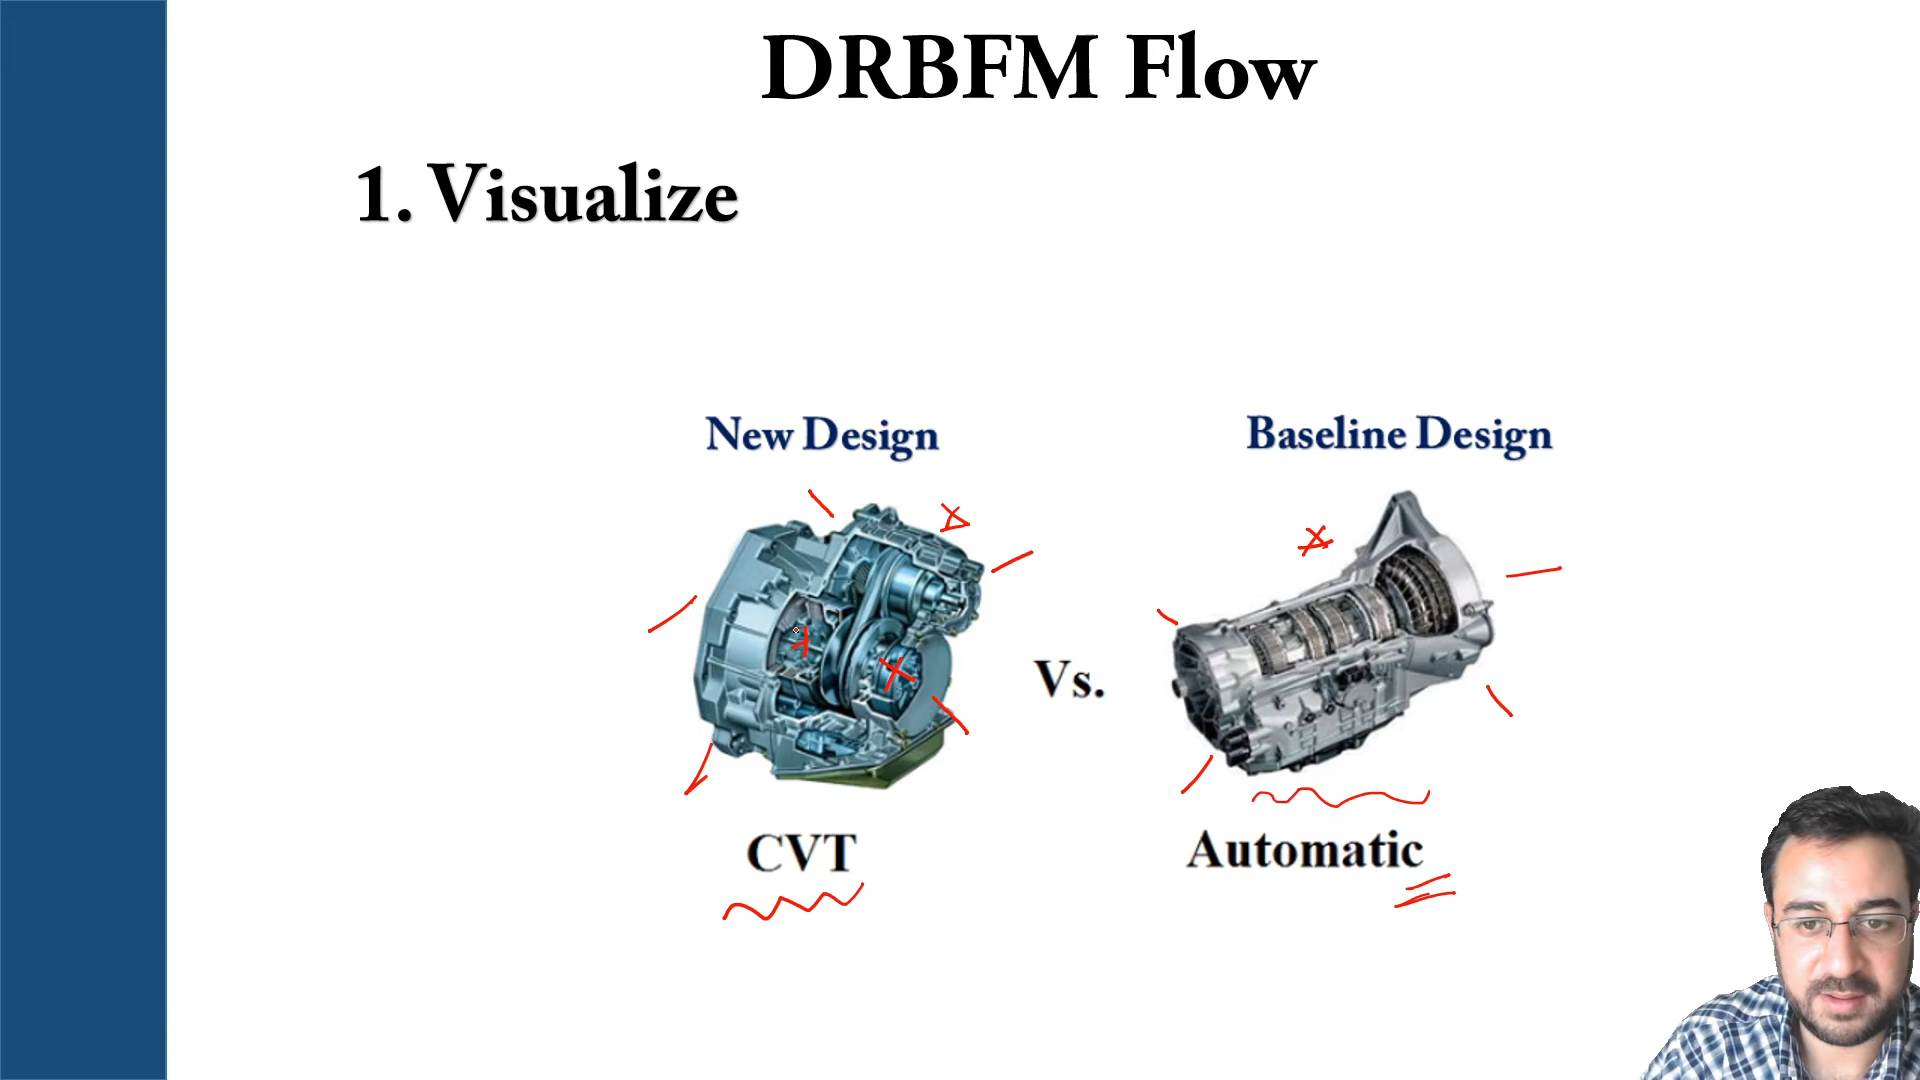 DRBFM Flow
1. Visualize
New Design
Baseline Design
Vs.
CVT
Automatic